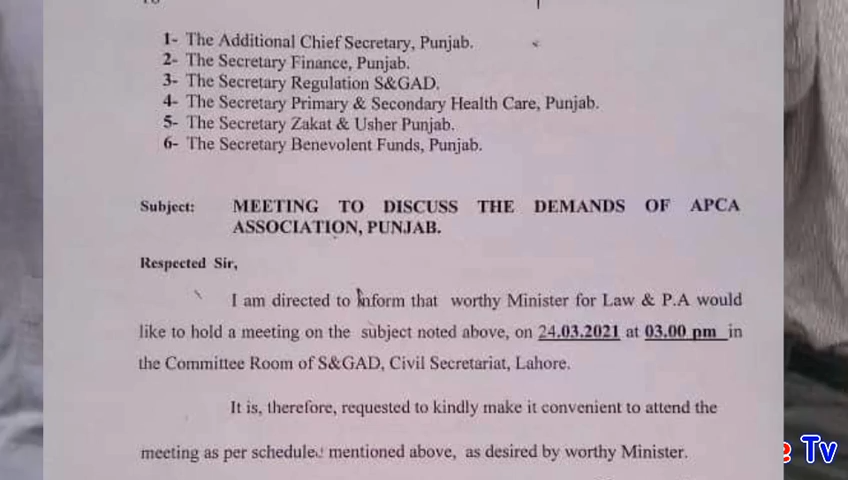 To
1- The Additional Chief Secretary, Punjab.
2- The Secretary Finance, Punjab.
3- The Secretary Regulation S&GAD.
4- The Secretary Primary & Secondary Health Care, Punjab.
5- The Secretary Zakat & Usher Punjab.
6- The Secretary Benevolent Funds, Punjab.
Subject: MEETING TO DISCUSS THE DEMANDS OF APCA
ASSOCIATION, PUNJAB.
Respected Sir,
I am directed to inform that worthy Minister for Law & P.A would
like to hold a meeting on the subject noted above, on 24.03.2021 at 03.00 pm in
the Committee Room of S&GAD, Civil Secretariat, Lahore.
It is, therefore, requested to kindly make it convenient to attend the
meeting as per schedule mentioned above, as desired by worthy Minister.
Tv